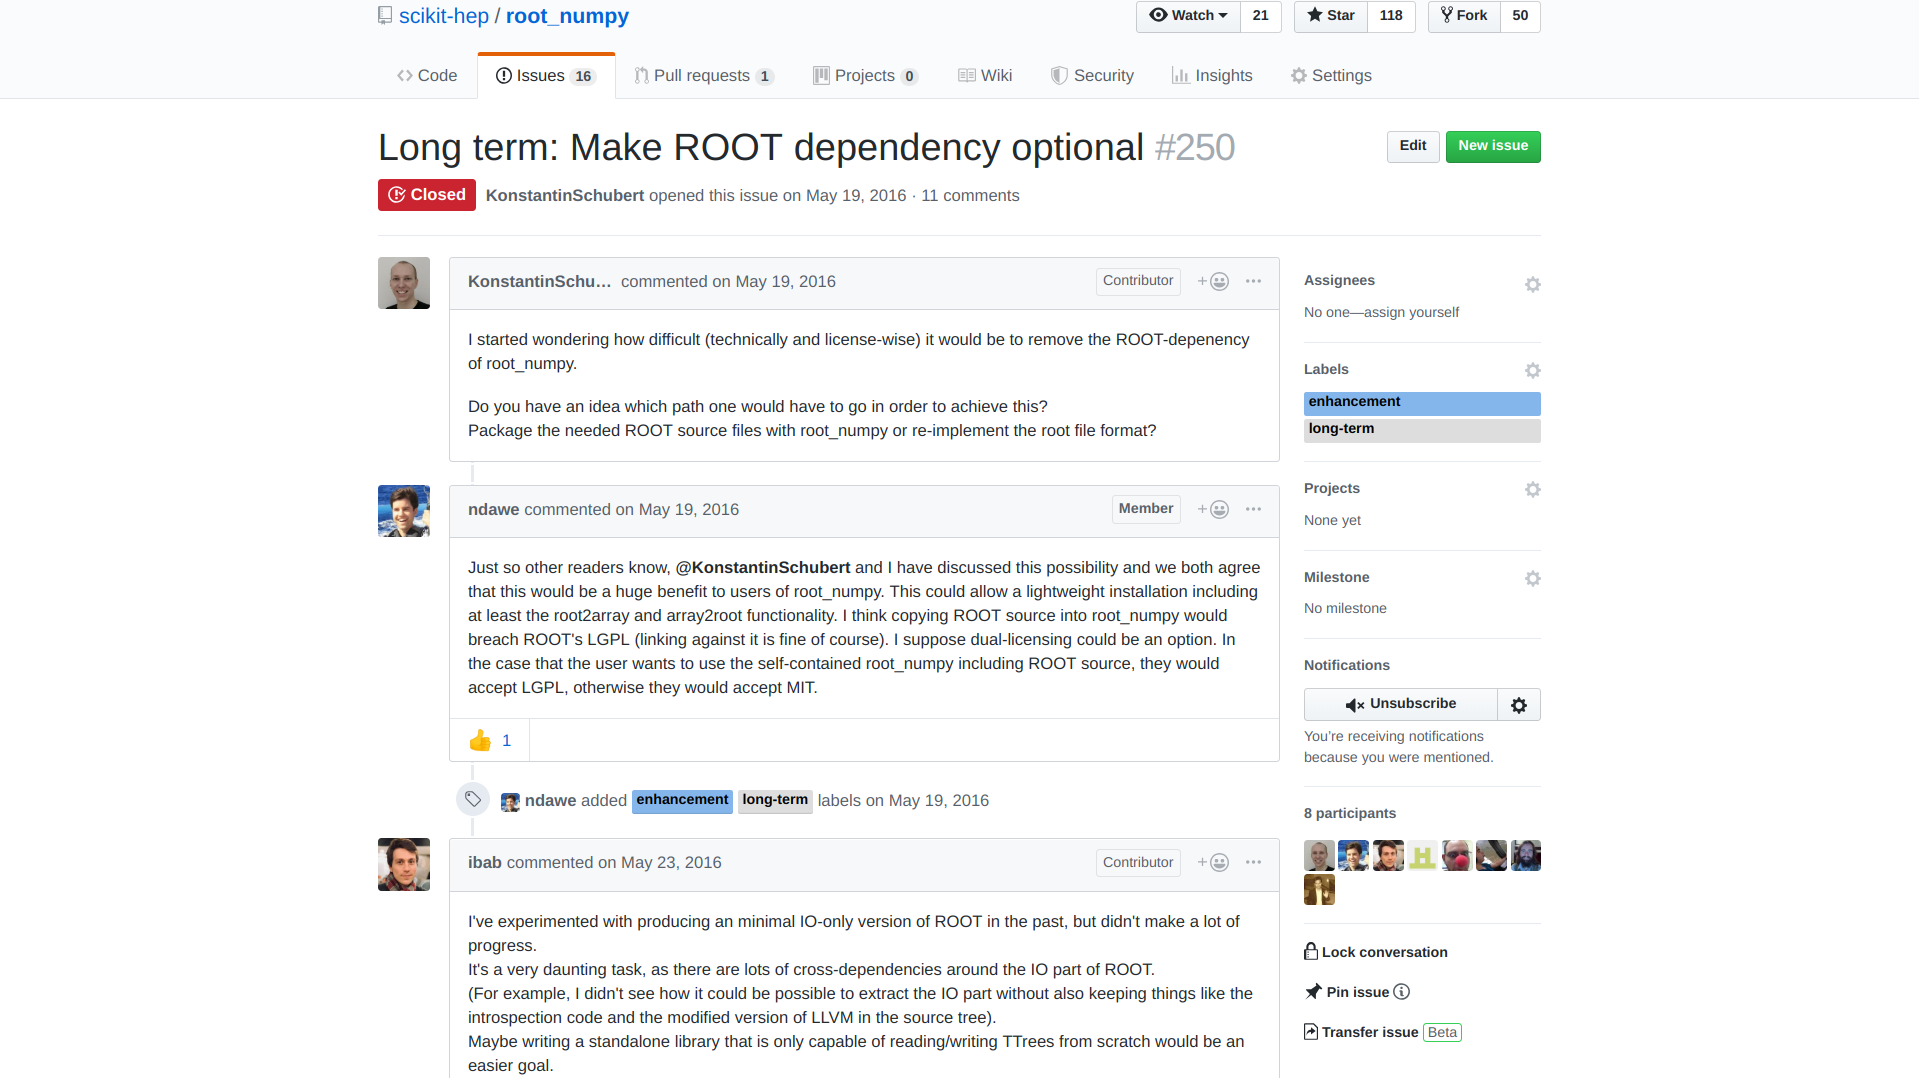 scikit-hep / root_numpy
Watch 21 Star 118 Fork 50
Code Issues 16 Pull requests 1 Projects 0 Wiki Security Insights Settings
Long term: Make ROOT dependency optional #250
Edit New issue
Closed KonstantinSchubert opened this issue on May 19, 2016 · 11 comments
KonstantinSchu… commented on May 19, 2016 Contributor
I started wondering how difficult (technically and license-wise) it would be to remove the ROOT-depenency
of root_numpy.
Do you have an idea which path one would have to go in order to achieve this?
Package the needed ROOT source files with root_numpy or re-implement the root file format?
ndawe commented on May 19, 2016 Member
Just so other readers know, @KonstantinSchubert and I have discussed this possibility and we both agree
that this would be a huge benefit to users of root_numpy. This could allow a lightweight installation including
at least the root2array and array2root functionality. I think copying ROOT source into root_numpy would
breach ROOT's LGPL (linking against it is fine of course). I suppose dual-licensing could be an option. In
the case that the user wants to use the self-contained root_numpy including ROOT source, they would
accept LGPL, otherwise they would accept MIT.
👍 1
ndawe added enhancement long-term labels on May 19, 2016
ibab commented on May 23, 2016 Contributor
I've experimented with producing an minimal IO-only version of ROOT in the past, but didn't make a lot of
progress.
It's a very daunting task, as there are lots of cross-dependencies around the IO part of ROOT.
(For example, I didn't see how it could be possible to extract the IO part without also keeping things like the
introspection code and the modified version of LLVM in the source tree).
Maybe writing a standalone library that is only capable of reading/writing TTrees from scratch would be an
easier goal.
Assignees
No one—assign yourself
Labels
enhancement
long-term
Projects
None yet
Milestone
No milestone
Notifications
Unsubscribe
You're receiving notifications
because you were mentioned.
8 participants
Lock conversation
Pin issue
Transfer issue Beta